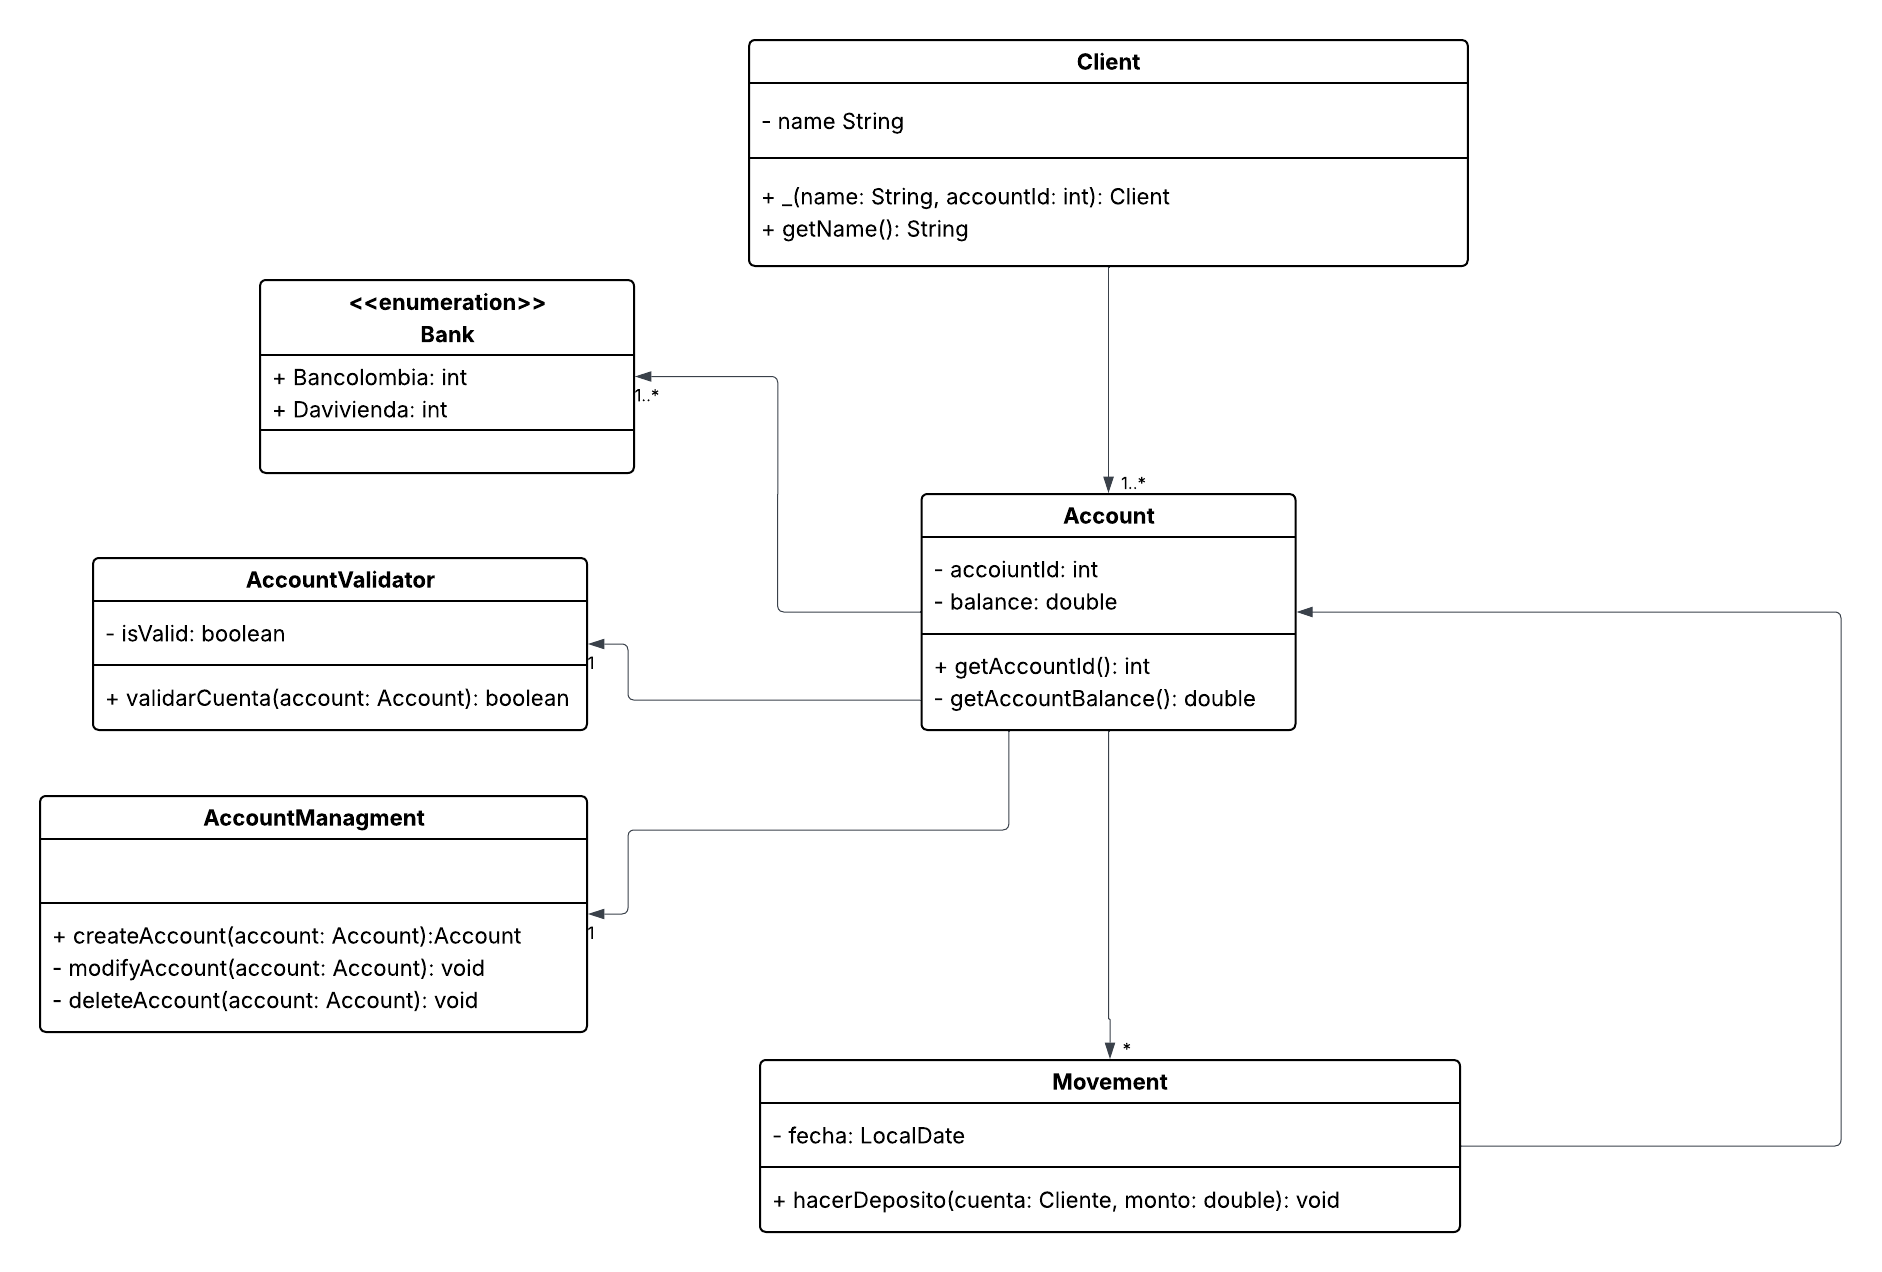 Client
- name String
+ _(name: String, accountId: int): Client
+ getName(): String
<<enumeration>>
Bank
+ Bancolombia: int
+ Davivienda: int
1..*
1..*
Account
- accoiuntId: int
- balance: double
+ getAccountId(): int
- getAccountBalance(): double
AccountValidator
- isValid: boolean
+ validarCuenta(account: Account): boolean
1
AccountManagment
+ createAccount(account: Account):Account
- modifyAccount(account: Account): void
- deleteAccount(account: Account): void
1
*
Movement
- fecha: LocalDate
+ hacerDeposito(cuenta: Cliente, monto: double): void